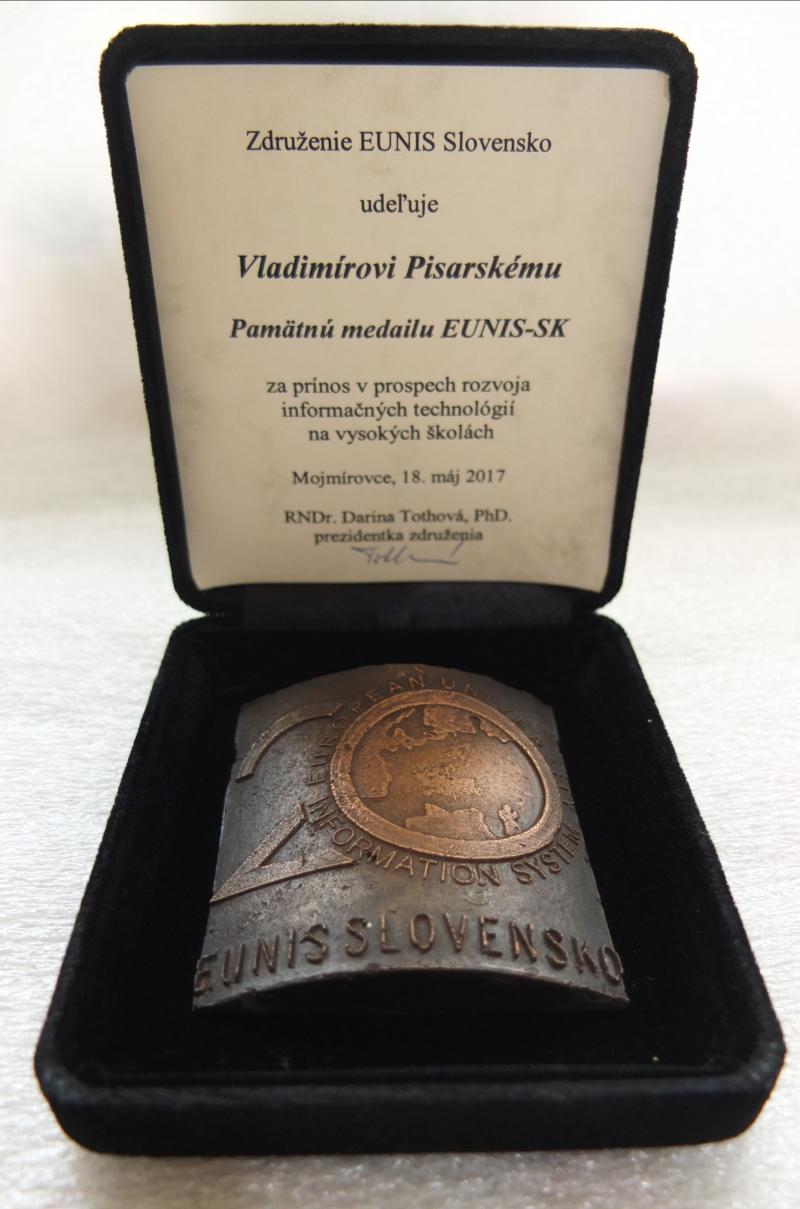 Združenie EUNIS Slovensko
udeľuje
Vladimírovi Pisarskému
Pamätnú medailu EUNIS-SK
za prínos v prospech rozvoja
informačných technológií
na vysokých školách
Mojmírovce, 18. máj 2017
RNDr. Darina Tothová, PhD.
prezidentka združenia
20
EUROPEAN UNIVERSITY
INFORMATION SYSTEM
EUNIS SLOVENSKO